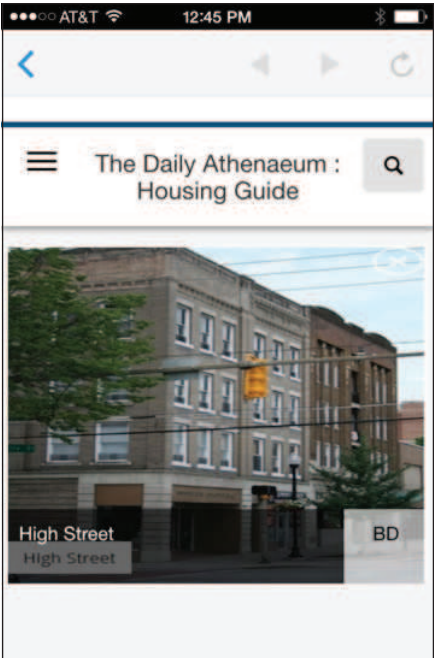 AT&T
12:45 PM
The Daily Athenaeum :
Housing Guide
High Street
BD
High Street